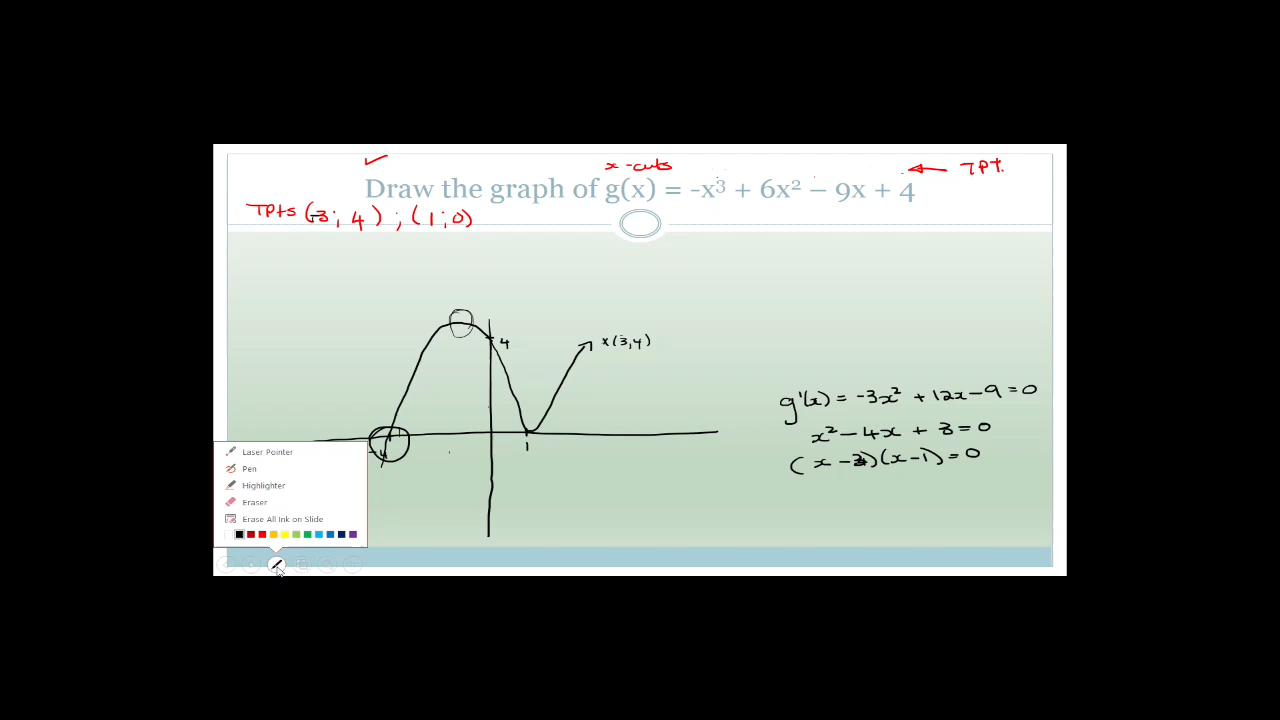 x-cuts
TPT.
Draw the graph of g(x) = -x³ + 6x² − 9x + 4
TPts (3; 4) ; (1; 0)
4
x(3,4)
g'(x) = -3x² + 12x - 9 = 0
x² - 4x + 3 = 0
(x - 3)(x - 1) = 0
1
-4
Laser Pointer
Pen
Highlighter
Eraser
Erase All Ink on Slide